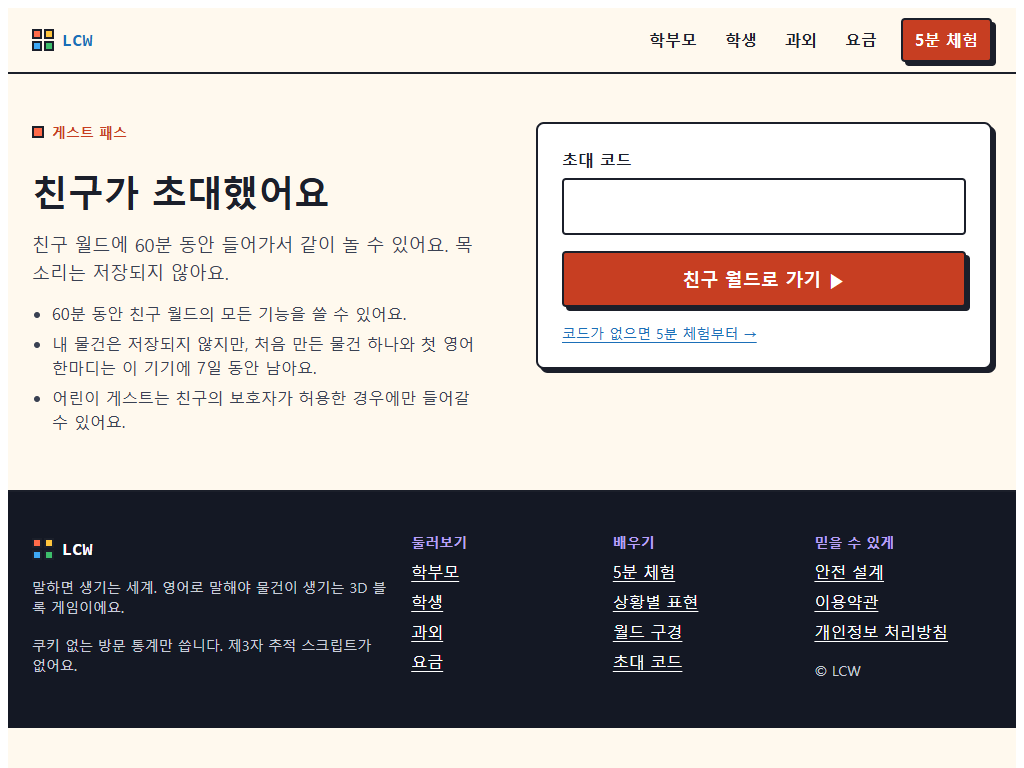 LCW
학부모
학생
과외
요금
5분 체험
게스트 패스
친구가 초대했어요
친구 월드에 60분 동안 들어가서 같이 놀 수 있어요. 목
소리는 저장되지 않아요.
60분 동안 친구 월드의 모든 기능을 쓸 수 있어요.
내 물건은 저장되지 않지만, 처음 만든 물건 하나와 첫 영어
한마디는 이 기기에 7일 동안 남아요.
어린이 게스트는 친구의 보호자가 허용한 경우에만 들어갈
수 있어요.
초대 코드
친구 월드로 가기 ▶
코드가 없으면 5분 체험부터 →
LCW
말하면 생기는 세계. 영어로 말해야 물건이 생기는 3D 블
록 게임이에요.
쿠키 없는 방문 통계만 씁니다. 제3자 추적 스크립트가
없어요.
둘러보기
학부모
학생
과외
요금
배우기
5분 체험
상황별 표현
월드 구경
초대 코드
믿을 수 있게
안전 설계
이용약관
개인정보 처리방침
© LCW